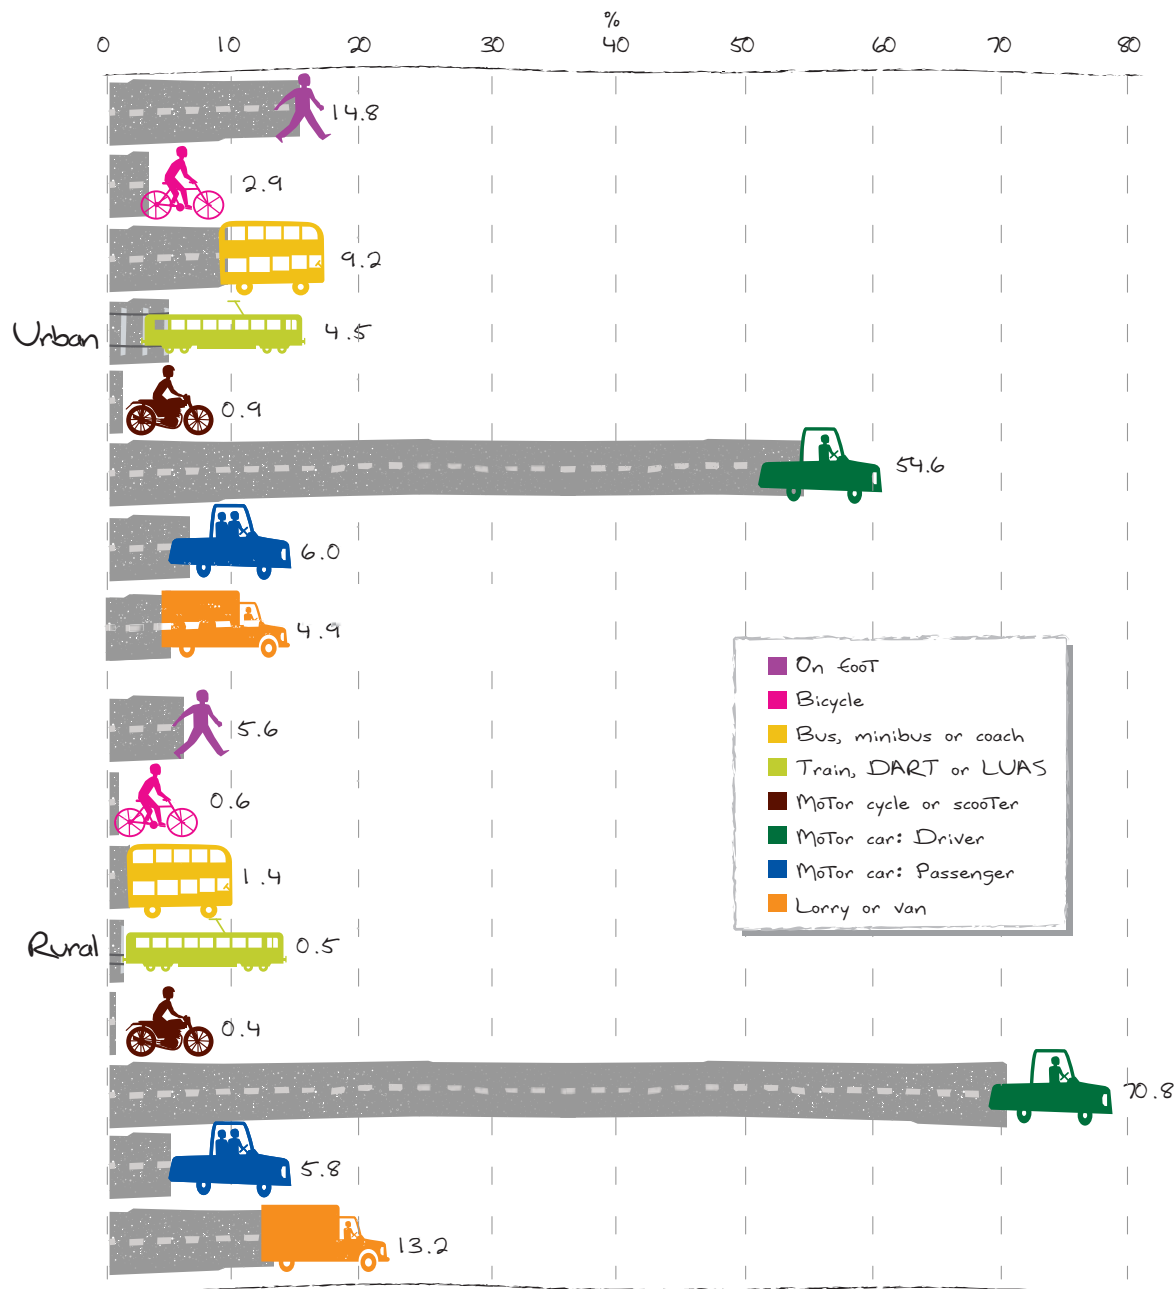 %
0 10 20 30 40 50 60 70 80
14.8
2.9
9.2
4.5
Urban
0.9
54.6
6.0
4.9
5.6
0.6
1.4
Rural
0.5
0.4
70.8
5.8
13.2
On foot
Bicycle
Bus, minibus or coach
Train, DART or LUAS
Motor cycle or scooter
Motor car: Driver
Motor car: Passenger
Lorry or van